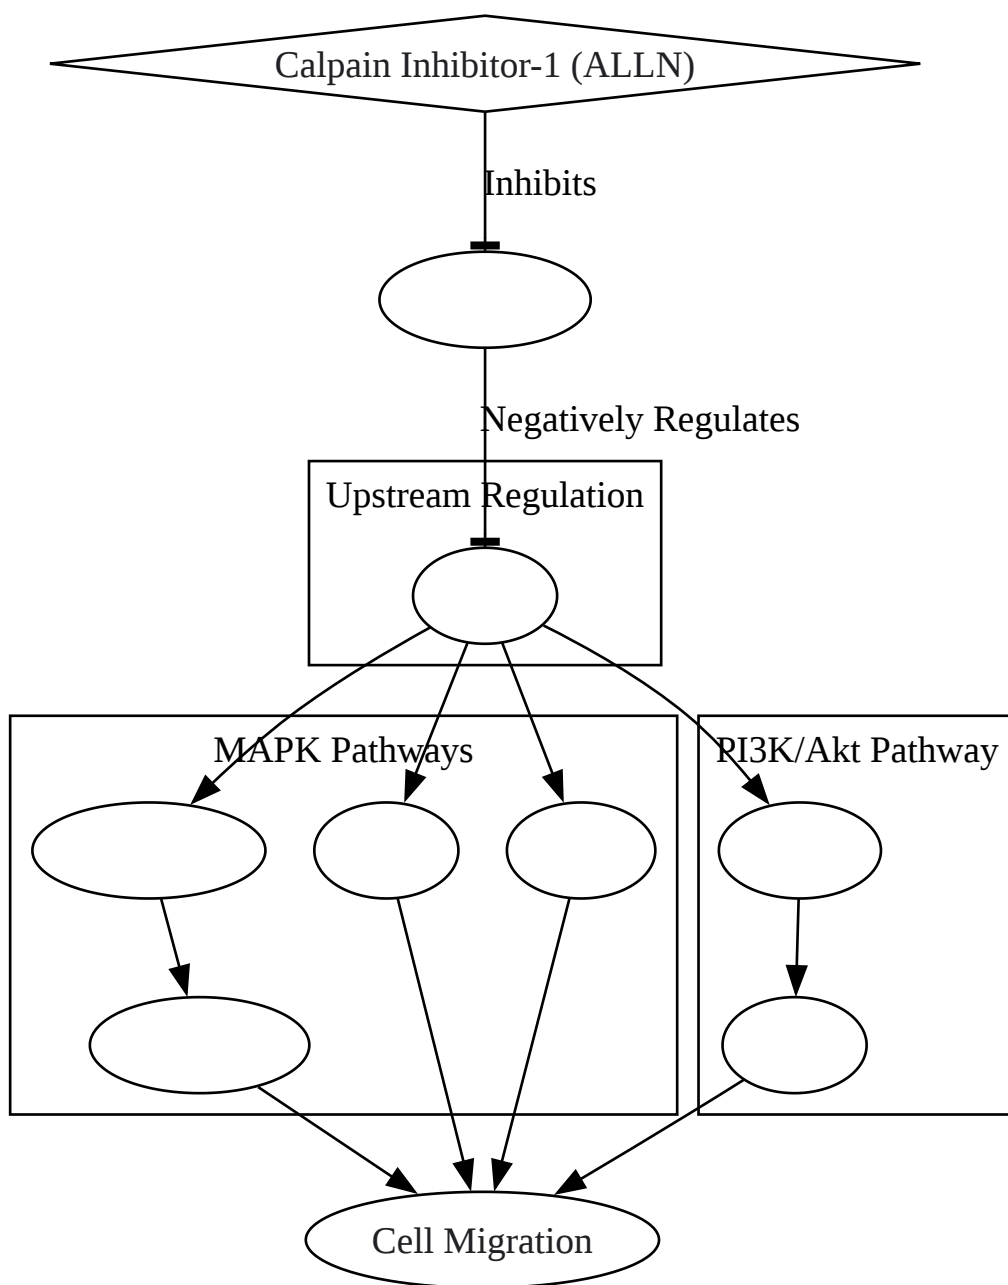 Calpain Inhibitor-1 (ALLN)
Inhibits
Negatively Regulates
Upstream Regulation
MAPK Pathways
PI3K/Akt Pathway
Cell Migration